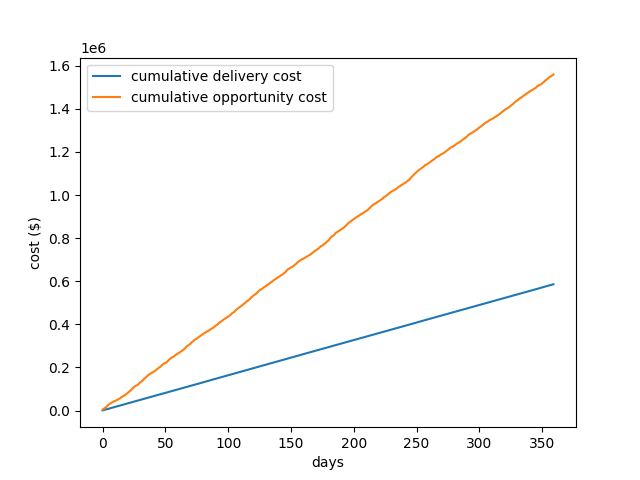 1e6
cumulative delivery cost
cumulative opportunity cost
1.6
1.4
1.2
1.0
0.8
0.6
0.4
0.2
0.0
cost ($)
0 50 100 150 200 250 300 350
days